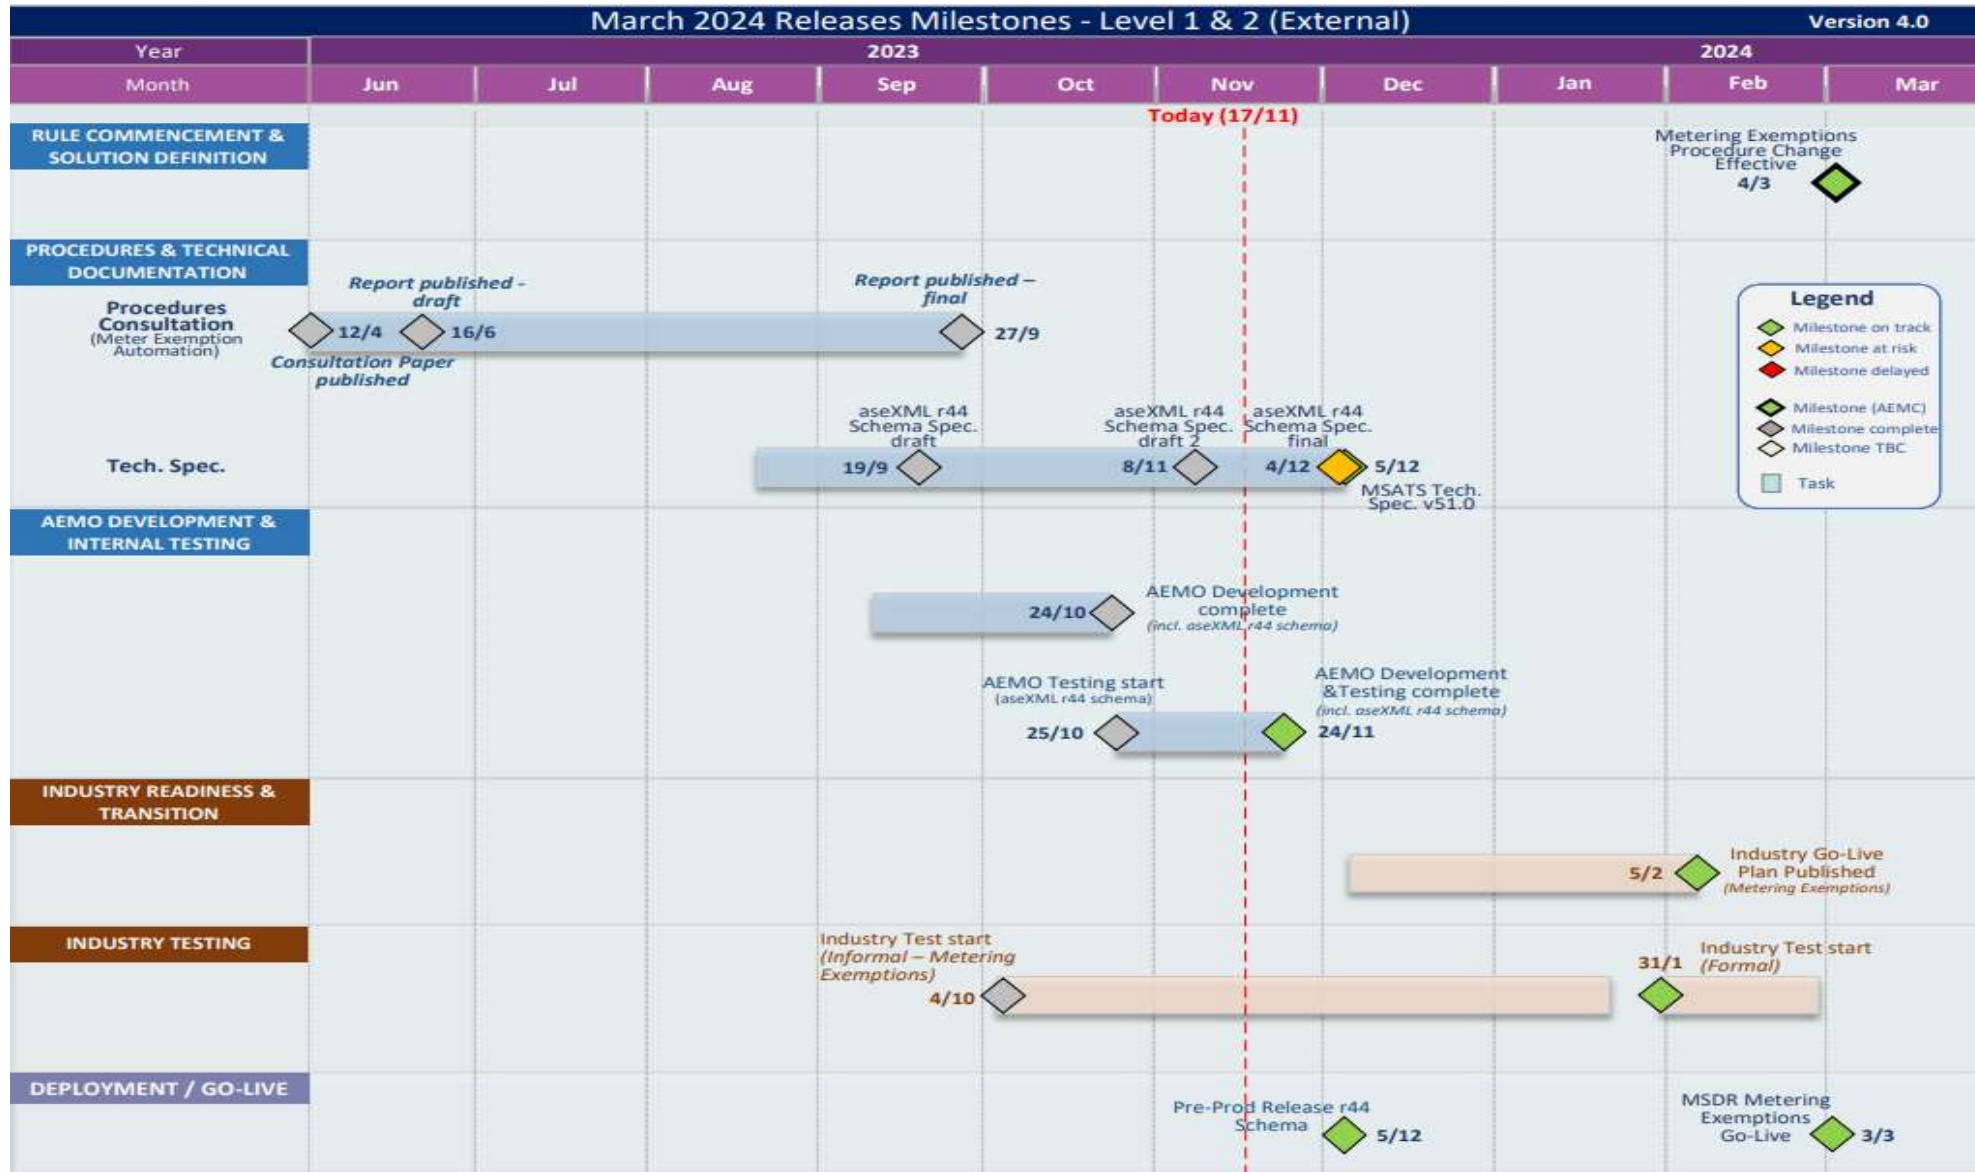 March 2024 Releases Milestones - Level 1 & 2 (External)
Version 4.0
Year
2023
2024
Month
Jun
Jul
Aug
Sep
Oct
Nov
Dec
Jan
Feb
Mar
Today (17/11)
RULE COMMENCEMENT &
SOLUTION DEFINITION
Metering Exemptions
Procedure Change
Effective
4/3
PROCEDURES & TECHNICAL
DOCUMENTATION
Procedures
Consultation
(Meter Exemption
Automation)
Report published -
draft
12/4
16/6
Consultation Paper
published
Report published –
final
27/9
Legend
Milestone on track
Milestone at risk
Milestone delayed
Milestone (AEMC)
Milestone complete
Milestone TBC
Task
Tech. Spec.
aseXML r44
Schema Spec.
draft
19/9
aseXML r44
Schema Spec.
draft 2
8/11
aseXML r44
Schema Spec.
final
4/12
5/12
MSATS Tech.
Spec. v51.0
AEMO DEVELOPMENT &
INTERNAL TESTING
24/10
AEMO Development
complete
(incl. aseXML r44 schema)
AEMO Testing start
(aseXML r44 schema)
25/10
AEMO Development
&Testing complete
(incl. aseXML r44 schema)
24/11
INDUSTRY READINESS &
TRANSITION
5/2
Industry Go-Live
Plan Published
(Metering Exemptions)
INDUSTRY TESTING
Industry Test start
(Informal – Metering
Exemptions)
4/10
31/1
Industry Test start
(Formal)
DEPLOYMENT / GO-LIVE
Pre-Prod Release r44
Schema
5/12
MSDR Metering
Exemptions
Go-Live
3/3